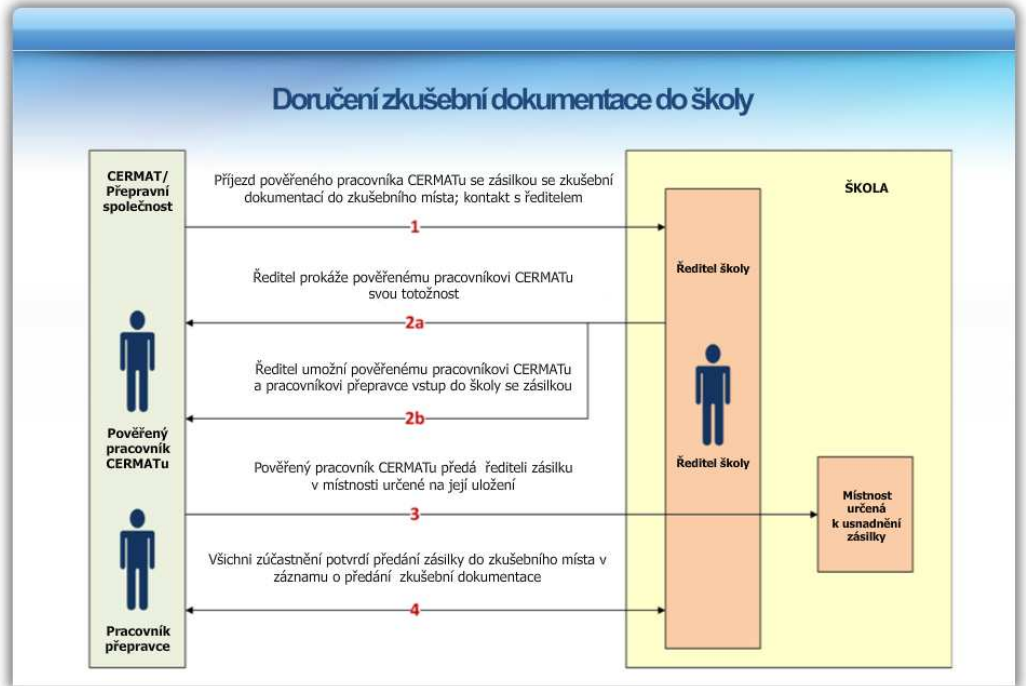 Doručení zkušební dokumentace do školy
CERMAT/
Přepravní
společnost
Příjezd pověřeného pracovníka CERMATu se zásilkou se zkušební
dokumentací do zkušebního místa; kontakt s ředitelem
1
ŠKOLA
Ředitel školy
Ředitel prokáže pověřenému pracovníkovi CERMATu
svou totožnost
2a
Ředitel umožní pověřenému pracovníkovi CERMATu
a pracovníkovi přepravce vstup do školy se zásilkou
2b
Pověřený
pracovník
CERMATu
Ředitel školy
Pověřený pracovník CERMATu předá řediteli zásilku
v místnosti určené na její uložení
3
Místnost
určená
k usnadnění
zásilky
Všichni zúčastnění potvrdí předání zásilky do zkušebního místa v
záznamu o předání zkušební dokumentace
4
Pracovník
přepravce